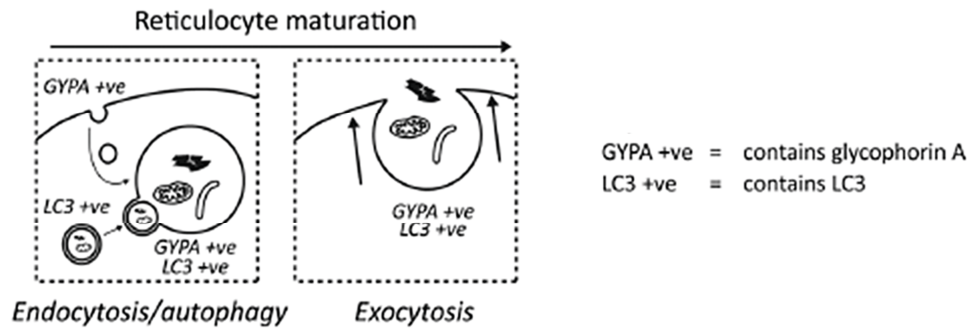 Reticulocyte maturation
GYPA +ve
LC3 +ve
GYPA +ve
LC3 +ve
Endocytosis/autophagy
GYPA +ve
LC3 +ve
Exocytosis
GYPA +ve = contains glycophorin A
LC3 +ve = contains LC3